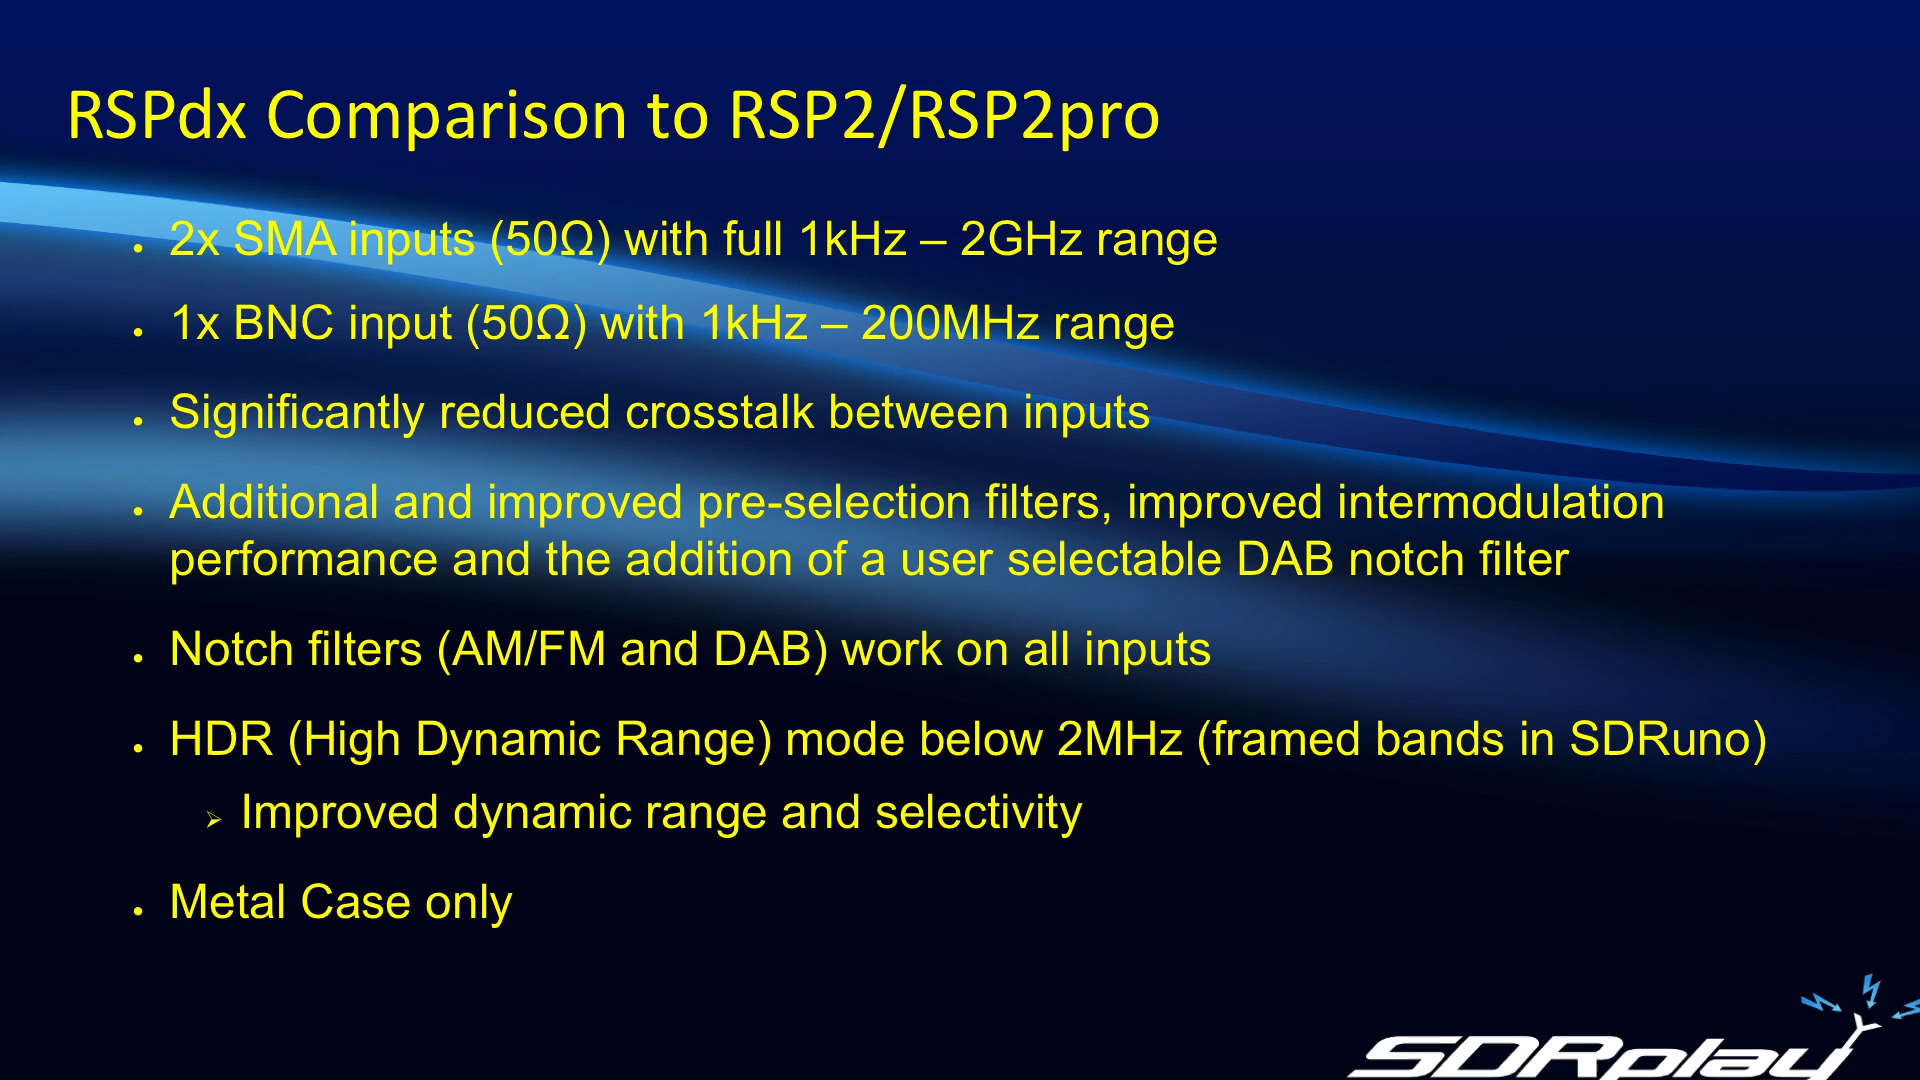 RSPdx Comparison to RSP2/RSP2pro
• 2x SMA inputs (50Ω) with full 1kHz – 2GHz range
• 1x BNC input (50Ω) with 1kHz – 200MHz range
• Significantly reduced crosstalk between inputs
• Additional and improved pre-selection filters, improved intermodulation
performance and the addition of a user selectable DAB notch filter
• Notch filters (AM/FM and DAB) work on all inputs
• HDR (High Dynamic Range) mode below 2MHz (framed bands in SDRuno)
➢ Improved dynamic range and selectivity
• Metal Case only
SDRplay